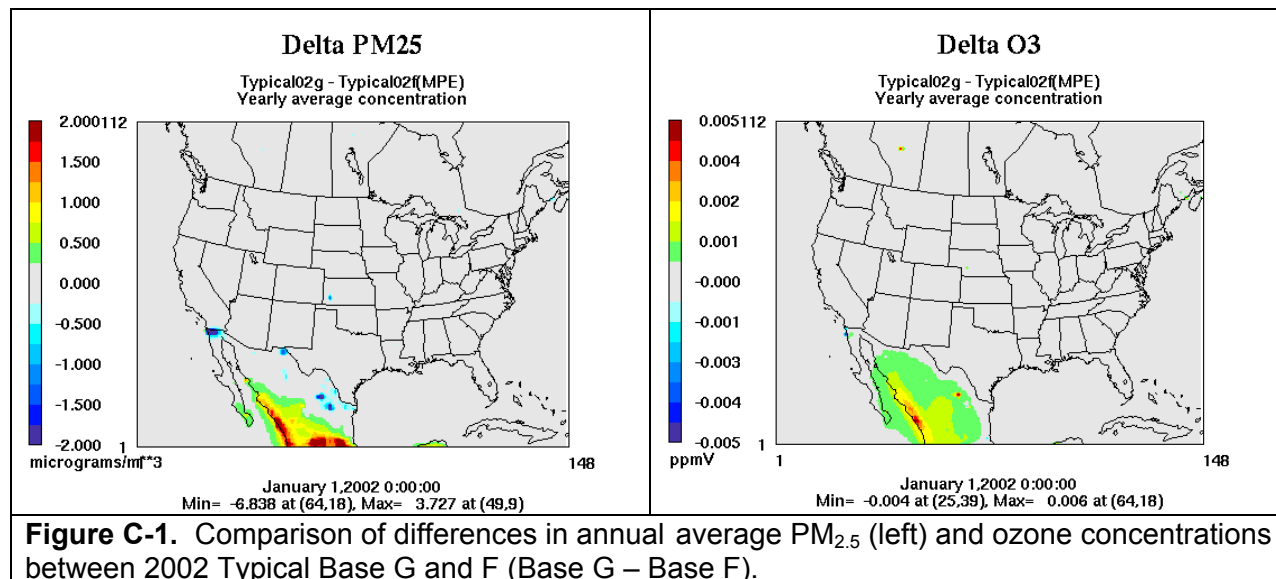 Delta PM25
Typical02g - Typical02f(MPE)
Yearly average concentration
2.000
1.500
1.000
0.500
0.000
-0.500
-1.000
-1.500
-2.000
micrograms/m**3
112
1
148
January 1,2002 0:00:00
Min= -6.838 at (64,18), Max= 3.727 at (49,9)
Delta O3
Typical02g - Typical02f(MPE)
Yearly average concentration
0.005
0.004
0.002
0.001
-0.000
-0.001
-0.003
-0.004
-0.005
ppmV
112
1
1
148
January 1,2002 0:00:00
Min= -0.004 at (25,39), Max= 0.006 at (64,18)
Figure C-1. Comparison of differences in annual average PM2.5 (left) and ozone concentrations
between 2002 Typical Base G and F (Base G – Base F).